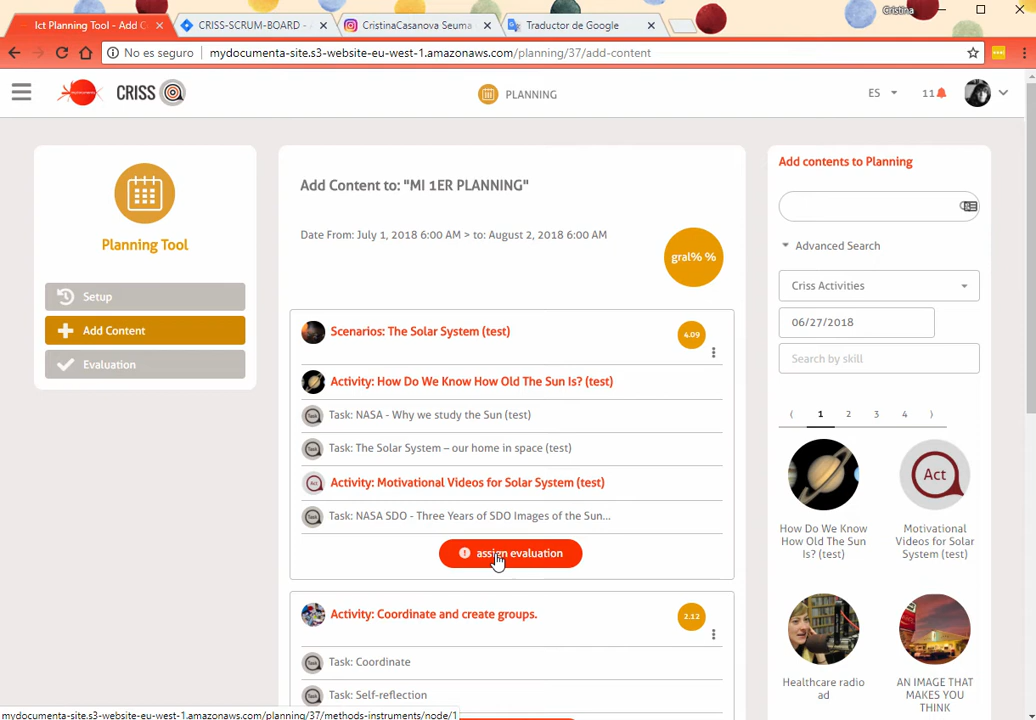 Cristina
Ict Planning Tool - Add C
CRISS-SCRUM-BOARD -
CristinaCasanova Seuma
Traductor de Google
No es seguro
mydocumenta-site.s3-website-eu-west-1.amazonaws.com/planning/37/add-content
CRISS
PLANNING
ES
11
Planning Tool
Setup
Add Content
Evaluation
Add Content to: "MI 1ER PLANNING"
Date From: July 1, 2018 6:00 AM > to: August 2, 2018 6:00 AM
gral% %
Scenarios: The Solar System (test)
4.09
Activity: How Do We Know How Old The Sun Is? (test)
Task
Task: NASA - Why we study the Sun (test)
Task
Task: The Solar System – our home in space (test)
Act
Activity: Motivational Videos for Solar System (test)
Task
Task: NASA SDO - Three Years of SDO Images of the Sun...
assign evaluation
Activity: Coordinate and create groups.
2.12
Task
Task: Coordinate
Task
Task: Self-reflection
Add contents to Planning
Advanced Search
Criss Activities
06/27/2018
Search by skill
⟨ 1 2 3 4 ⟩
How Do We Know
How Old The Sun
Is? (test)
Act
Motivational
Videos for Solar
System (test)
Healthcare radio
ad
AN IMAGE THAT
MAKES YOU
THINK
mydocumenta-site.s3-website-eu-west-1.amazonaws.com/planning/37/methods-instruments/node/1